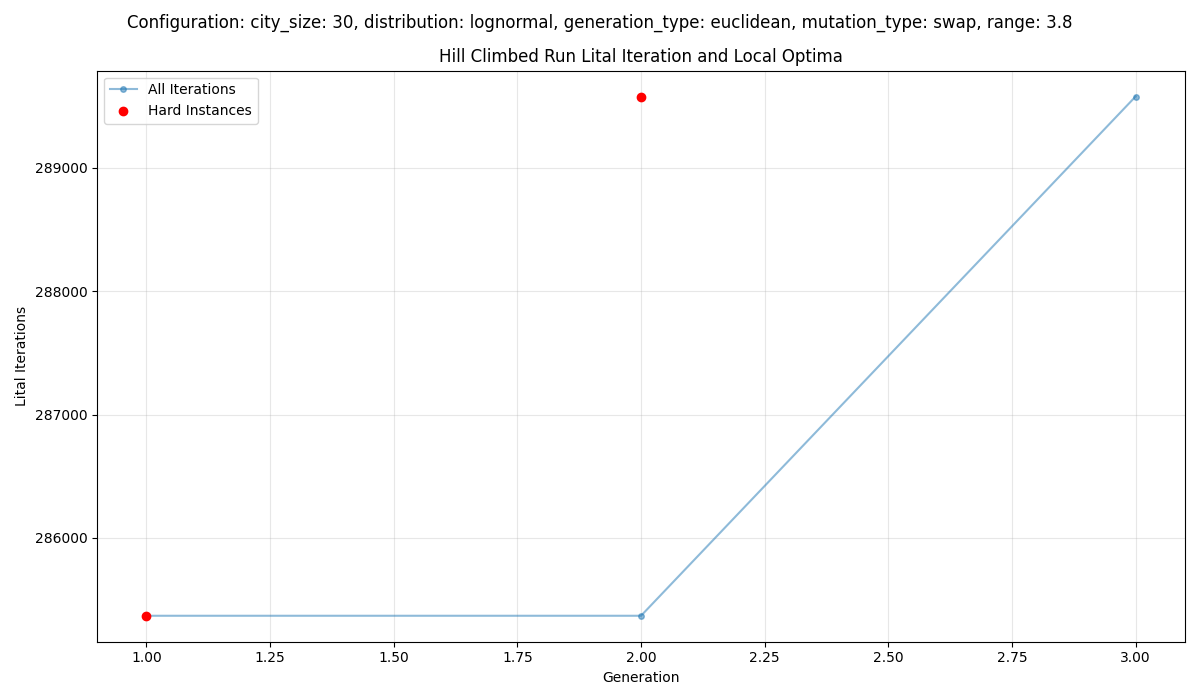 Configuration: city_size: 30, distribution: lognormal, generation_type: euclidean, mutation_type: swap, range: 3.8
Hill Climbed Run Lital Iteration and Local Optima
All Iterations
Hard Instances
289000
288000
287000
286000
Lital Iterations
1.00 1.25 1.50 1.75 2.00 2.25 2.50 2.75 3.00
Generation